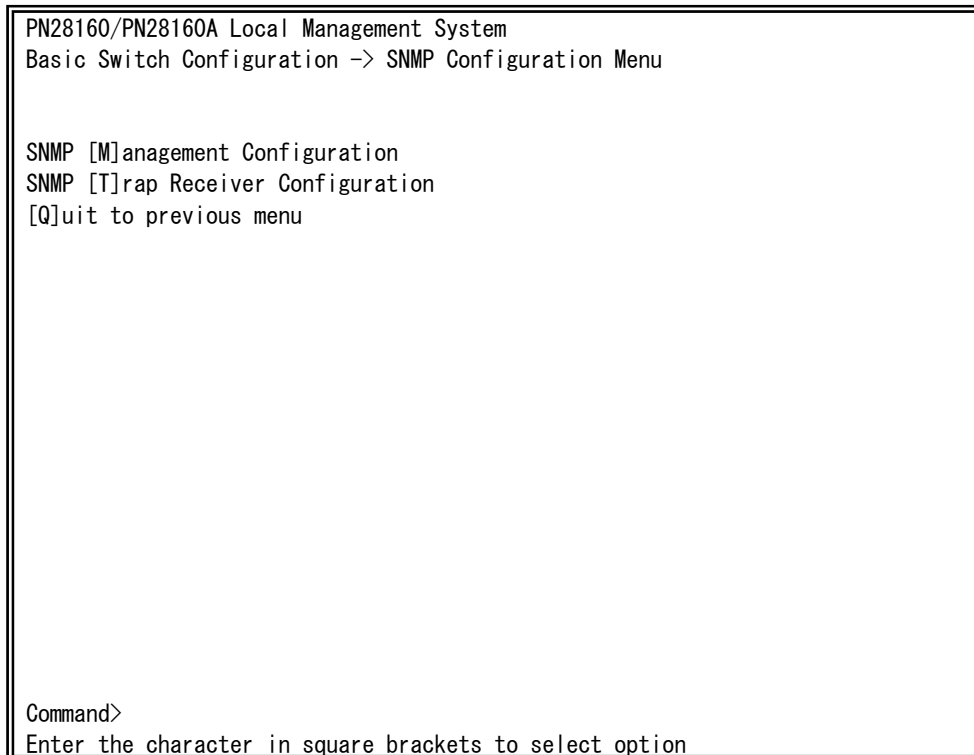 PN28160/PN28160A Local Management System
Basic Switch Configuration -> SNMP Configuration Menu
SNMP [M]anagement Configuration
SNMP [T]rap Receiver Configuration
[Q]uit to previous menu
Command>
Enter the character in square brackets to select option